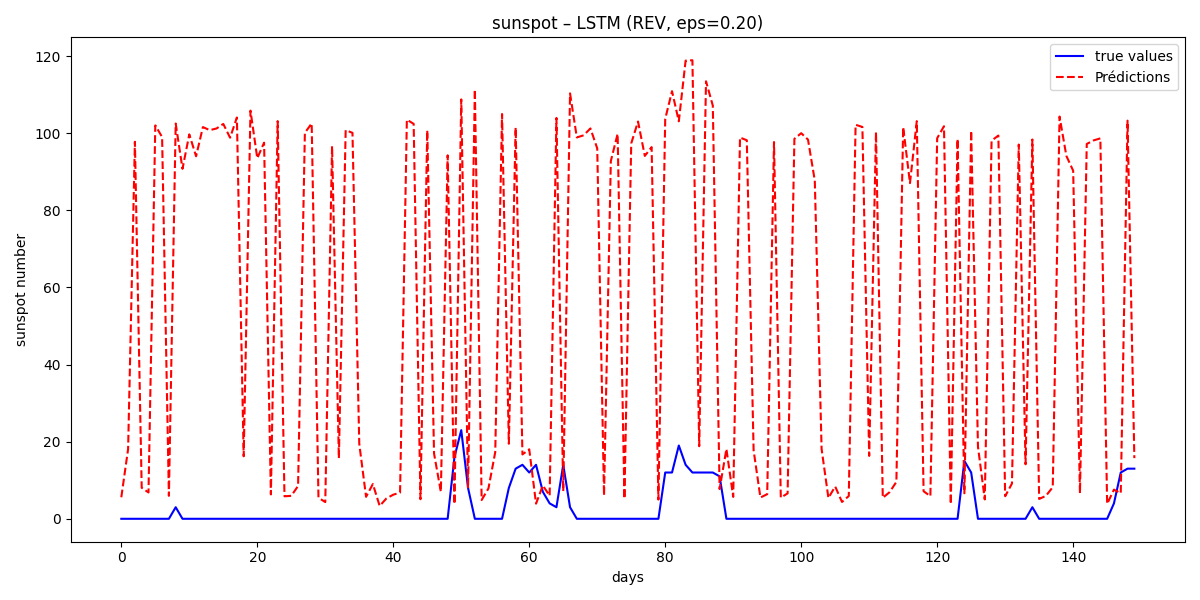 sunspot – LSTM (REV, eps=0.20)
true values
Prédictions
120
100
80
60
40
20
0
sunspot number
0 20 40 60 80 100 120 140
days